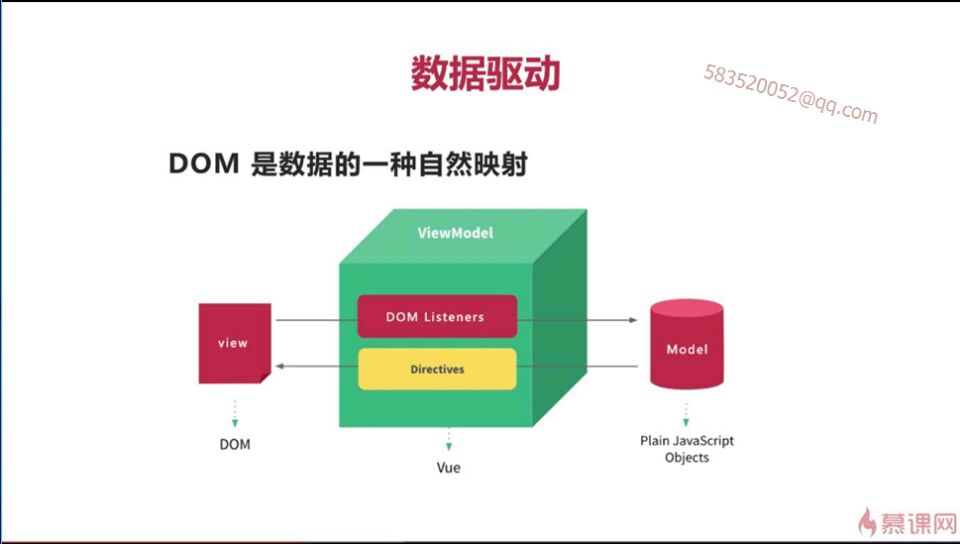 数据驱动
583520052@qq.com
DOM 是数据的一种自然映射
ViewModel
DOM Listeners
view
Model
Directives
DOM
Vue
Plain JavaScript
Objects
慕课网